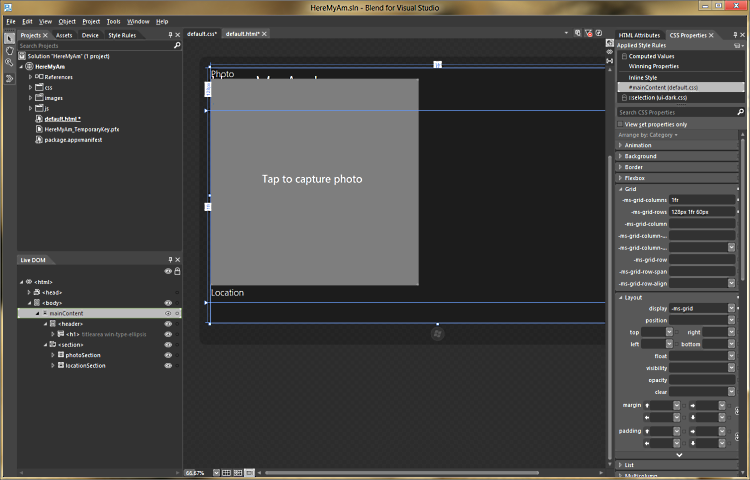 HereMyAm.sln - Blend for Visual Studio
File Edit View Object Project Tools Window Help
Projects Assets Device Style Rules
Search Projects
Solution "HereMyAm" (1 project)
HereMyAm
References
css
images
js
default.html *
HereMyAm_TemporaryKey.pfx
package.appxmanifest
Live DOM
<html>
<head>
<body>
mainContent
<header>
<h1> titlearea win-type-ellipsis
<section>
photoSection
locationSection
default.css* default.html*
Photo
Tap to capture photo
Location
66.67%
HTML Attributes CSS Properties
Applied Style Rules
Computed Values
Winning Properties
Inline Style
#mainContent (default.css)
::selection (ui-dark.css)
Search CSS Properties
View set properties only
Arrange by: Category
Animation
Background
Border
Flexbox
Grid
-ms-grid-columns 1fr
-ms-grid-rows 128px 1fr 60px
-ms-grid-column
-ms-grid-column-...
-ms-grid-column-...
-ms-grid-row
-ms-grid-row-span
-ms-grid-row-align
Layout
display -ms-grid
position
top right
left bottom
float
visibility
opacity
clear
margin
padding
List
Multicolumn